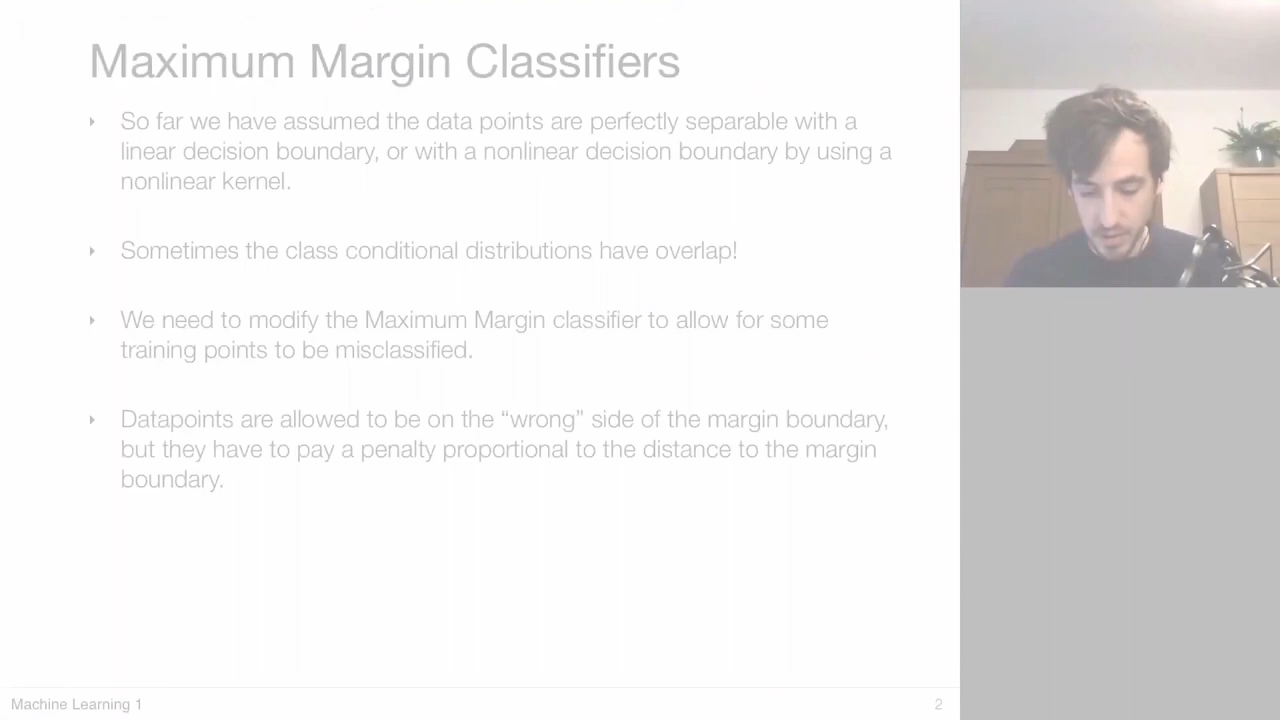 Maximum Margin Classifiers
‣ So far we have assumed the data points are perfectly separable with a
linear decision boundary, or with a nonlinear decision boundary by using a
nonlinear kernel.
‣ Sometimes the class conditional distributions have overlap!
‣ We need to modify the Maximum Margin classifier to allow for some
training points to be misclassified.
‣ Datapoints are allowed to be on the “wrong” side of the margin boundary,
but they have to pay a penalty proportional to the distance to the margin
boundary.
Machine Learning 1
2